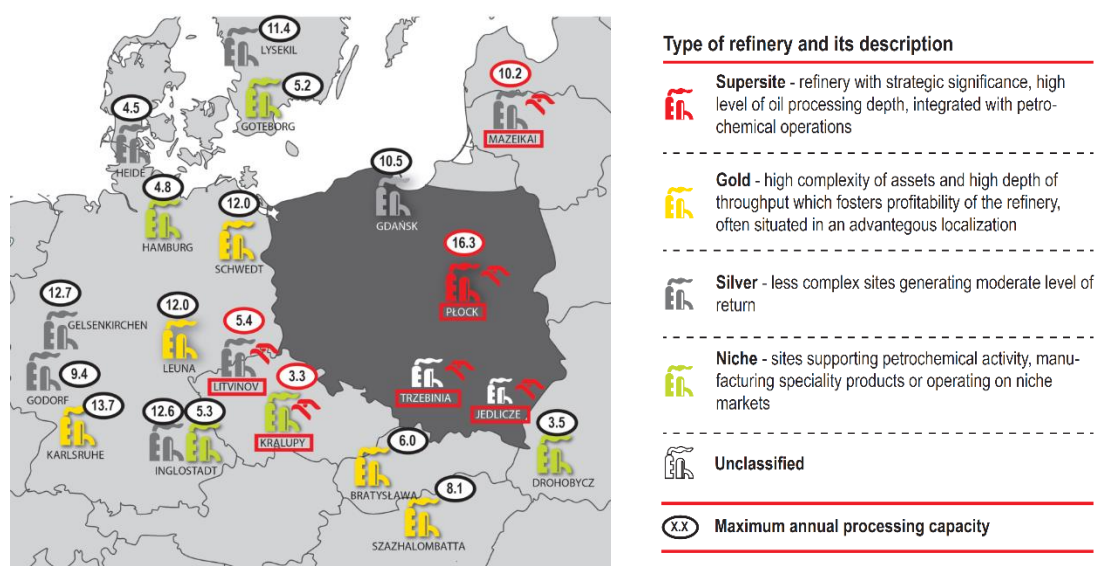 11.4
LYSEKIL
5.2
GOTEBORG
10.2
MAZEIKAI
4.5
HEIDE
10.5
GDAŃSK
4.8
HAMBURG
12.0
SCHWEDT
16.3
PŁOCK
12.7
GELSENKIRCHEN
12.0
LEUNA
5.4
LITVINOV
9.4
GODORF
3.3
KRALUPY
TRZEBINIA
JEDLICZE
13.7
KARLSRUHE
12.6
5.3
INGLOSTADT
6.0
BRATYSŁAWA
3.5
DROHOBYCZ
8.1
SZAZHALOMBATTA
Type of refinery and its description
Supersite - refinery with strategic significance, high
level of oil processing depth, integrated with petro-
chemical operations
Gold - high complexity of assets and high depth of
throughput which fosters profitability of the refinery,
often situated in an advantegous localization
Silver - less complex sites generating moderate level of
return
Niche - sites supporting petrochemical activity, manu-
facturing speciality products or operating on niche
markets
Unclassified
X.X Maximum annual processing capacity